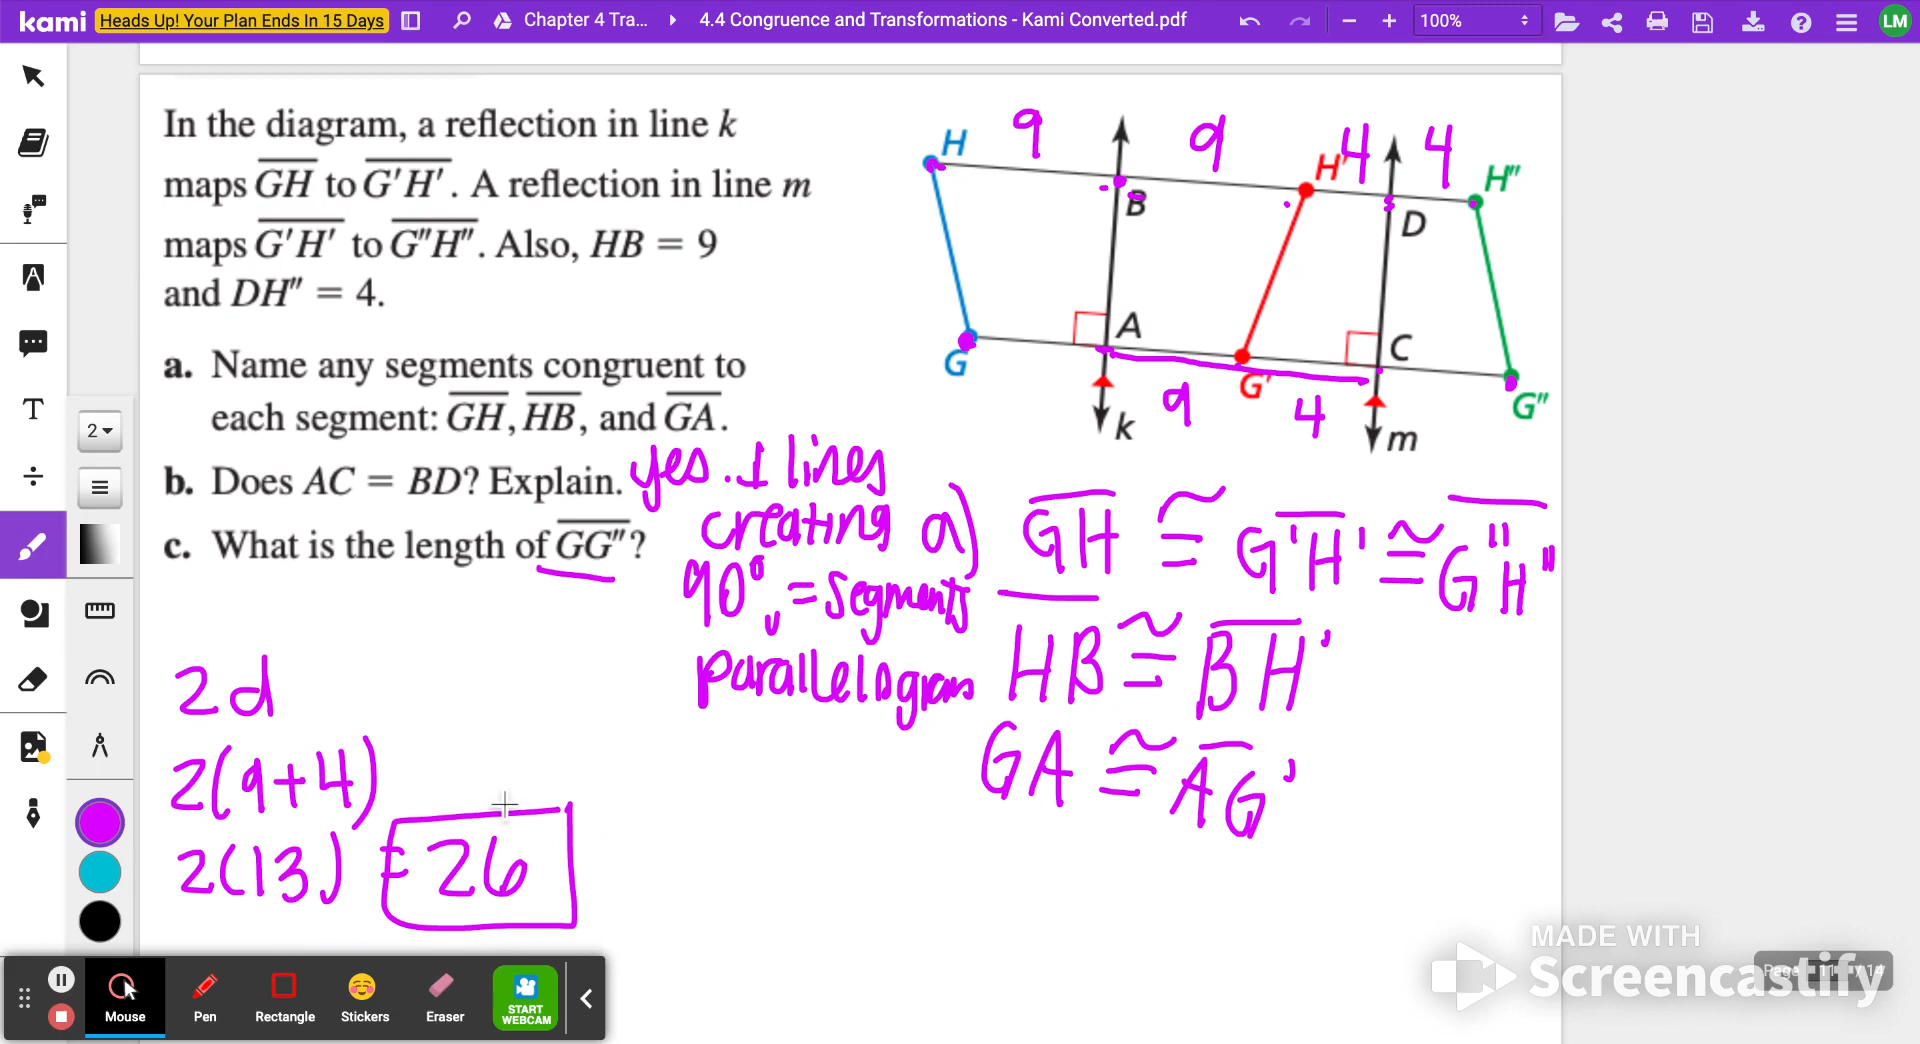 kami Heads Up! Your Plan Ends In 15 Days Chapter 4 Tra... 4.4 Congruence and Transformations - Kami Converted.pdf 100% LM
In the diagram, a reflection in line k
maps GH to G'H'. A reflection in line m
maps G'H' to G"H". Also, HB = 9
and DH" = 4.
a. Name any segments congruent to
each segment: GH, HB, and GA.
b. Does AC = BD? Explain.
c. What is the length of GG"?
9 9 4 4
H H' H"
B D
A C
G G' G"
9 4
k m
yes. ⊥ lines
creating
90°, = segments
parallelogram
a) GH ≅ G'H' ≅ G"H"
HB ≅ BH'
GA ≅ AG'
2d
2(9+4)
2(13) = 26
2
T
Mouse Pen Rectangle Stickers Eraser START WEBCAM
MADE WITH
Screencastify
Page 11 / 14